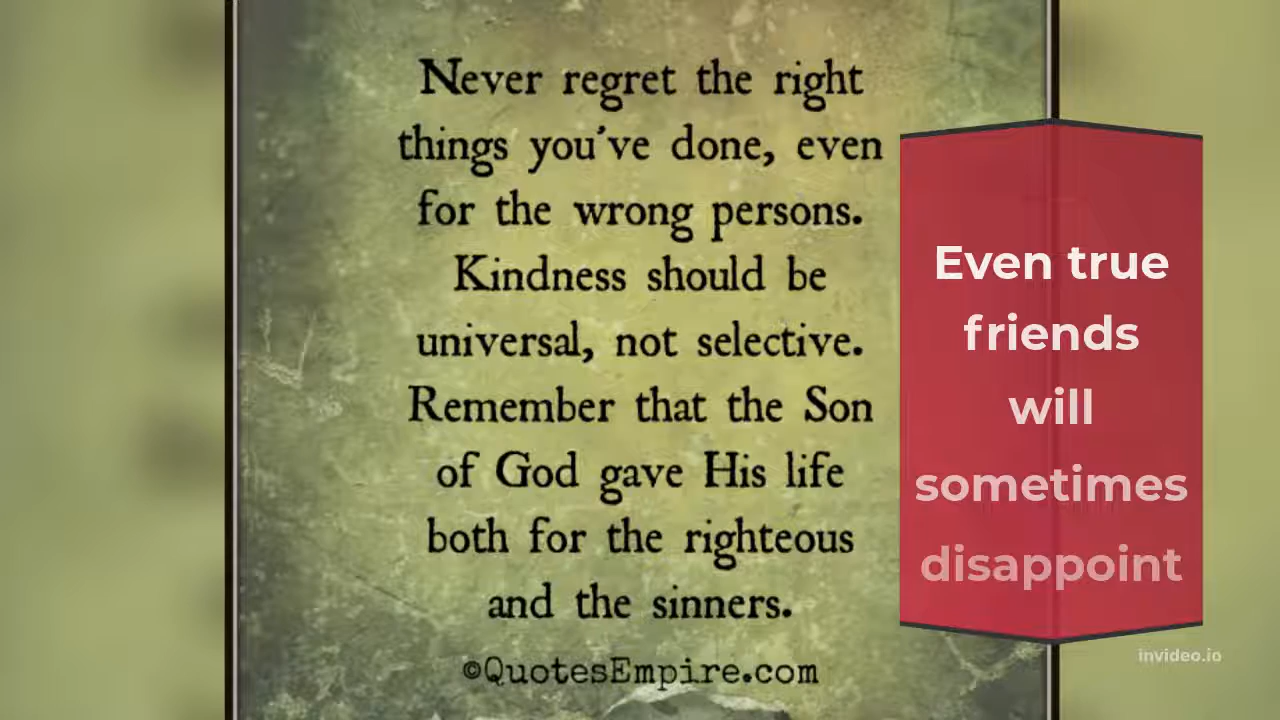 Never regret the right
things you've done, even
for the wrong persons.
Kindness should be
universal, not selective.
Remember that the Son
of God gave His life
both for the righteous
and the sinners.
©QuotesEmpire.com
Even true
friends
will
sometimes
disappoint
invideo.io